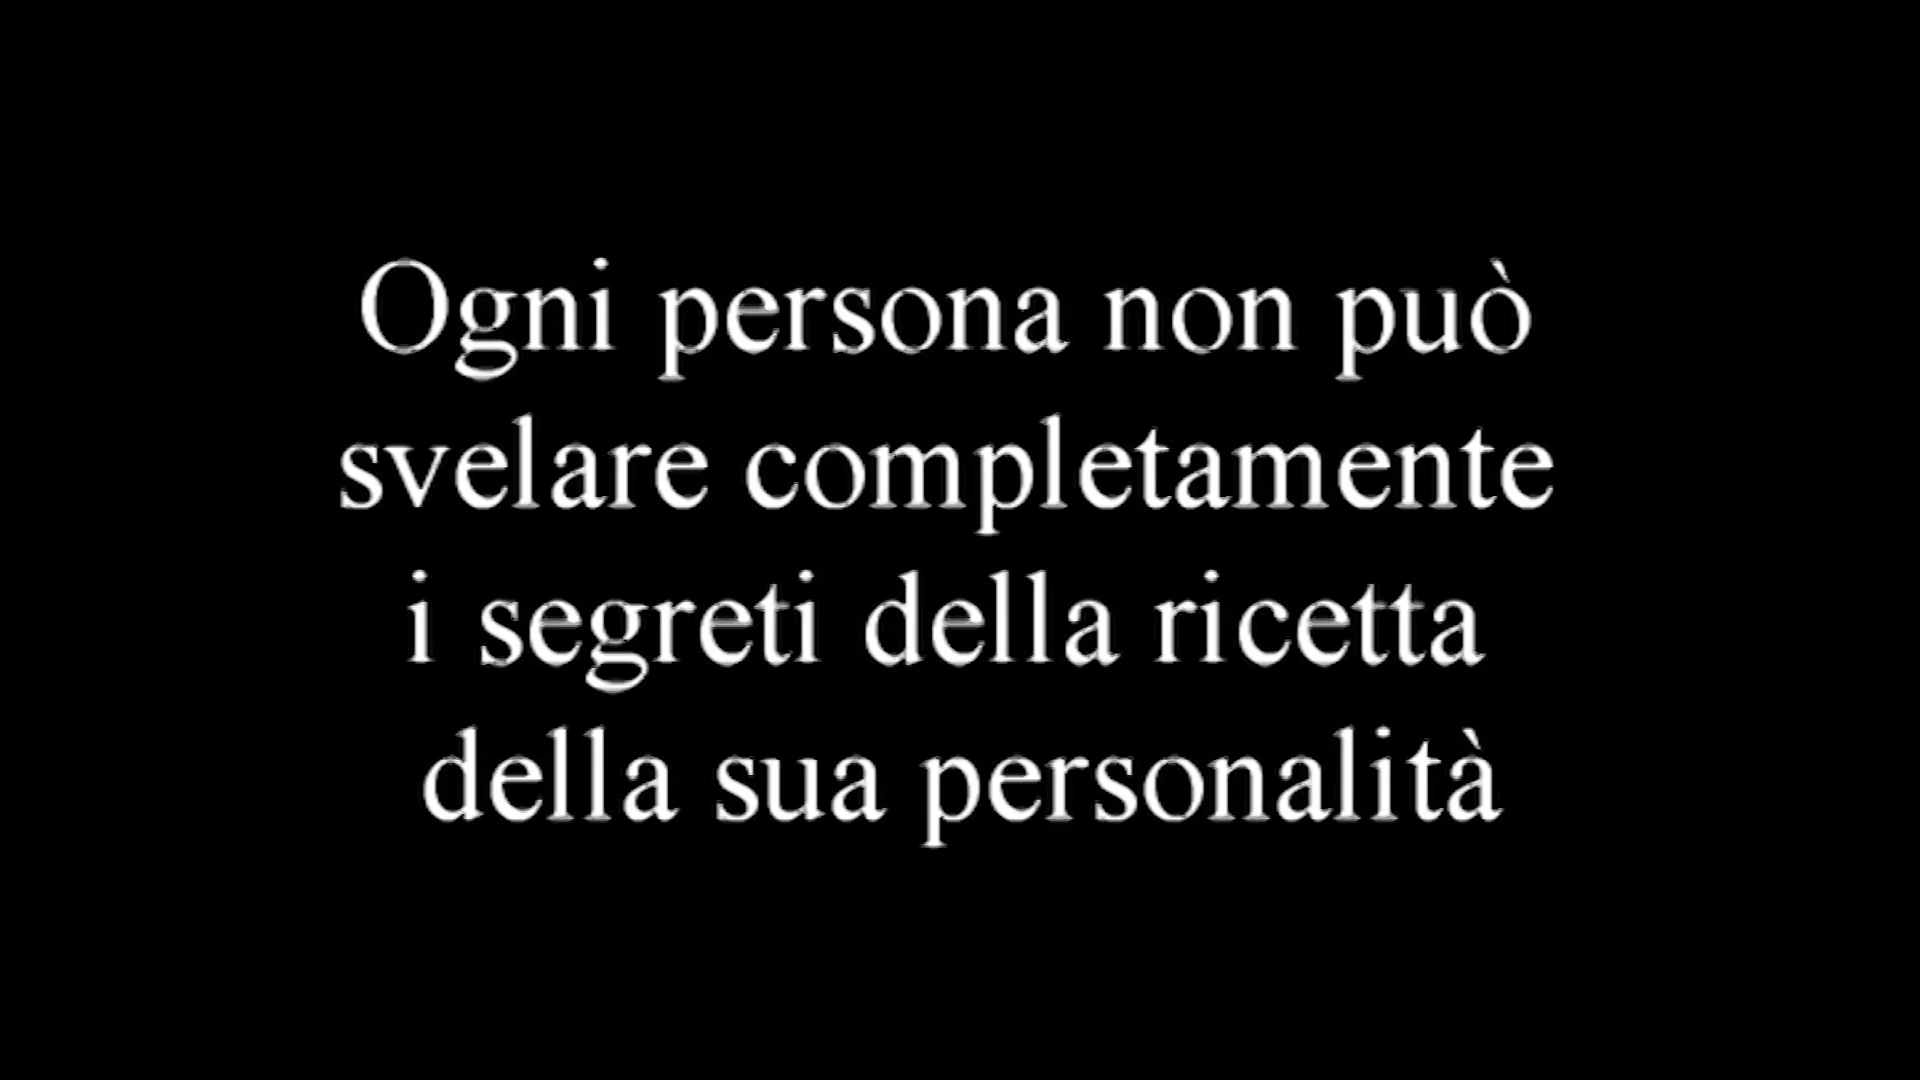 Ogni persona non può
svelare completamente
i segreti della ricetta
della sua personalità